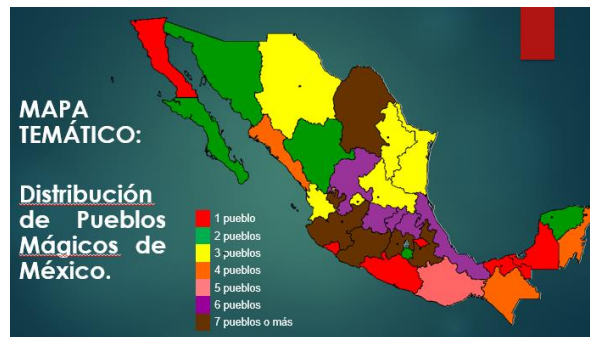 MAPA
TEMÁTICO:
Distribución
de Pueblos
Mágicos de
México.
1 pueblo
2 pueblos
3 pueblos
4 pueblos
5 pueblos
6 pueblos
7 pueblos o más